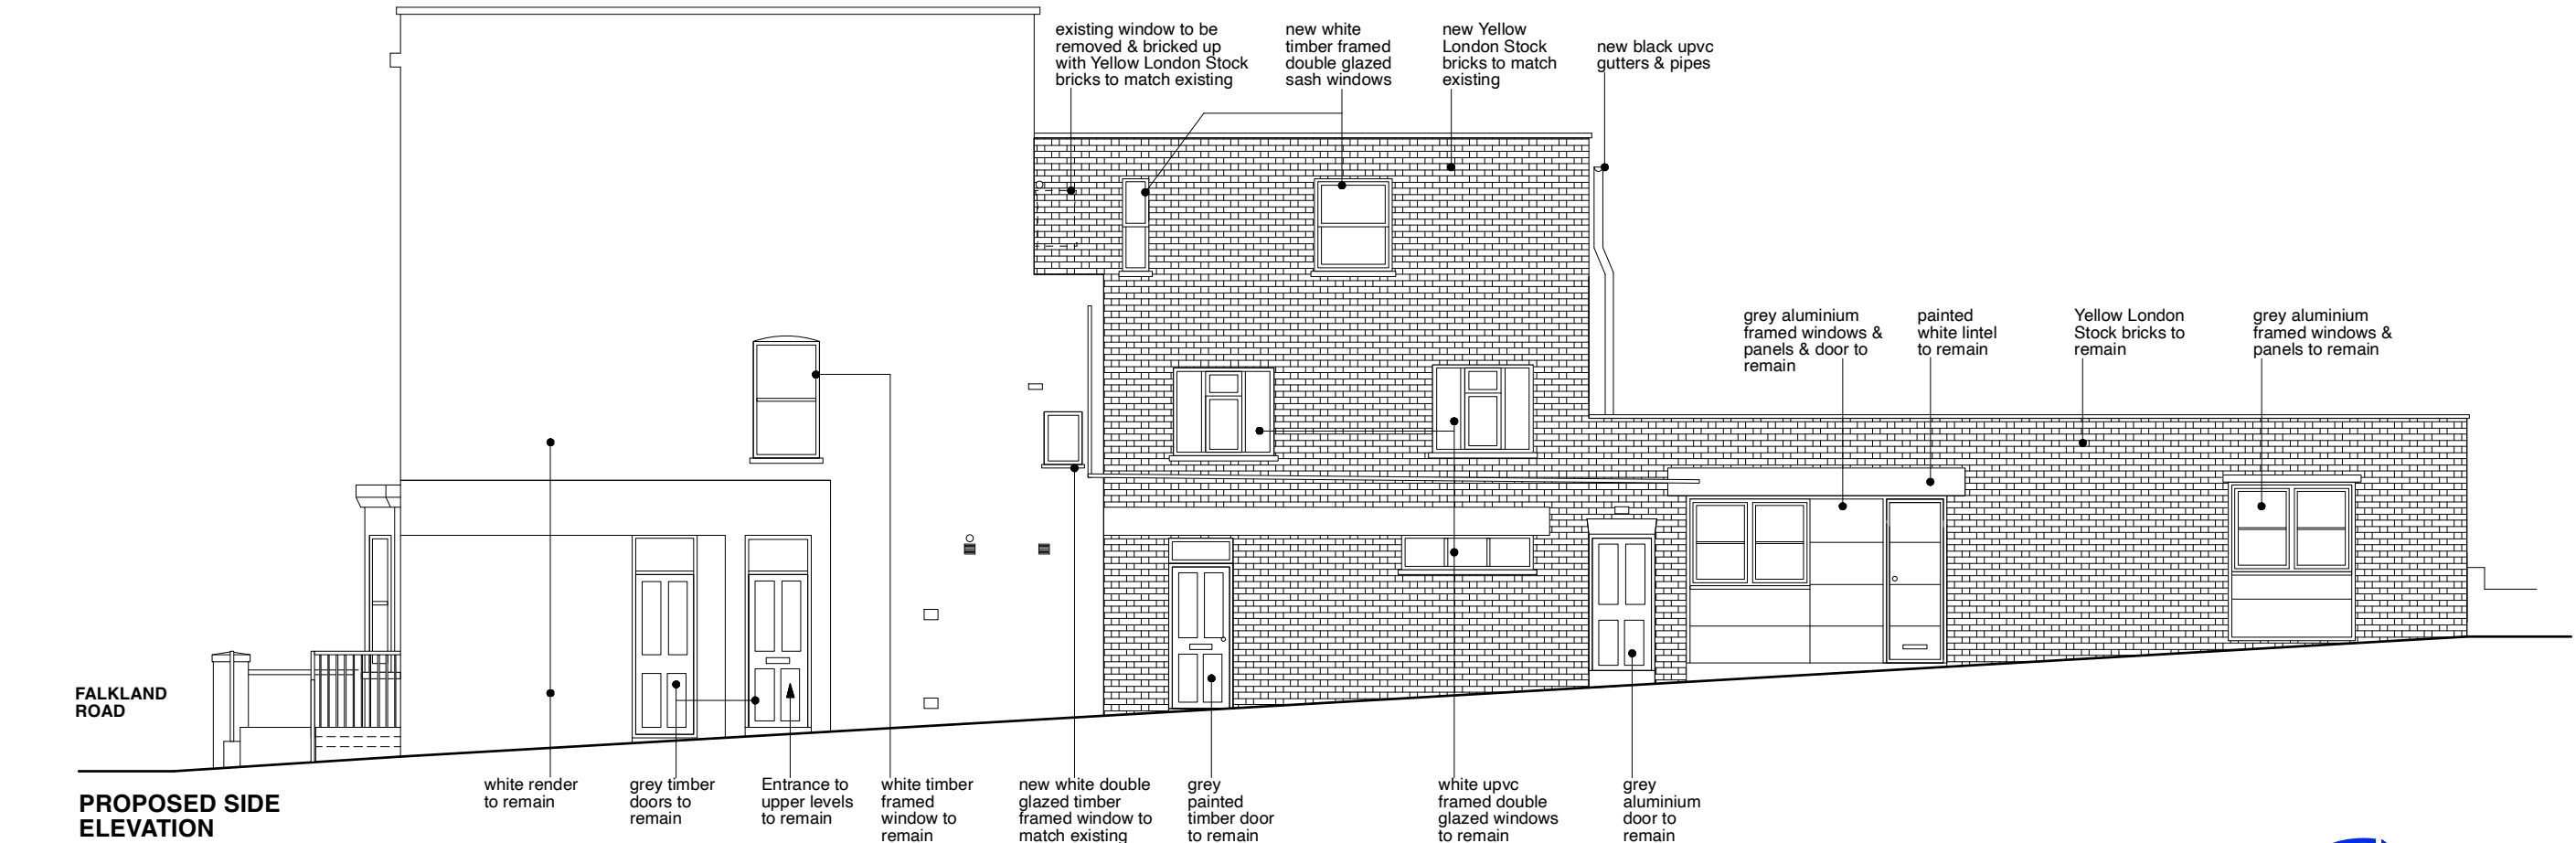 existing window to be
removed & bricked up
with Yellow London Stock
bricks to match existing
new white
timber framed
double glazed
sash windows
new Yellow
London Stock
bricks to match
existing
new black upvc
gutters & pipes
grey aluminium
framed windows &
panels & door to
remain
painted
white lintel
to remain
Yellow London
Stock bricks to
remain
grey aluminium
framed windows &
panels to remain
FALKLAND
ROAD
PROPOSED SIDE
ELEVATION
white render
to remain
grey timber
doors to
remain
Entrance to
upper levels
to remain
white timber
framed
window to
remain
new white double
glazed timber
framed window to
match existing
grey
painted
timber door
to remain
white upvc
framed double
glazed windows
to remain
grey
aluminium
door to
remain